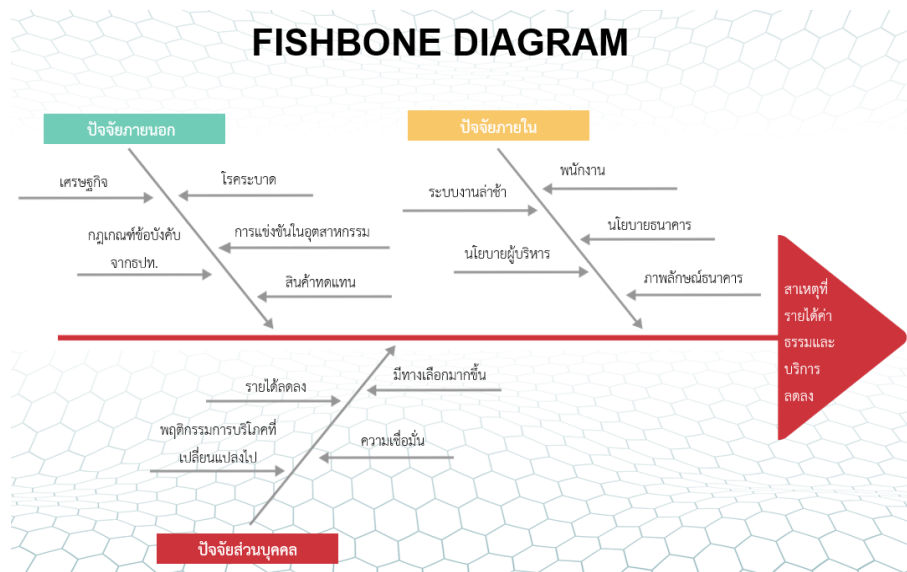 FISHBONE DIAGRAM
ปัจจัยภายนอก
ปัจจัยภายใน
เศรษฐกิจ
โรคระบาด
กฎเกณฑ์ข้อบังคับ
จากธปท.
การแข่งขันในอุตสาหกรรม
สินค้าทดแทน
พนักงาน
ระบบงานล่าช้า
นโยบายธนาคาร
นโยบายผู้บริหาร
ภาพลักษณ์ธนาคาร
สาเหตุที่
รายได้ค่า
ธรรมและ
บริการ
ลดลง
รายได้ลดลง
มีทางเลือกมากขึ้น
พฤติกรรมการบริโภคที่
เปลี่ยนแปลงไป
ความเชื่อมั่น
ปัจจัยส่วนบุคคล